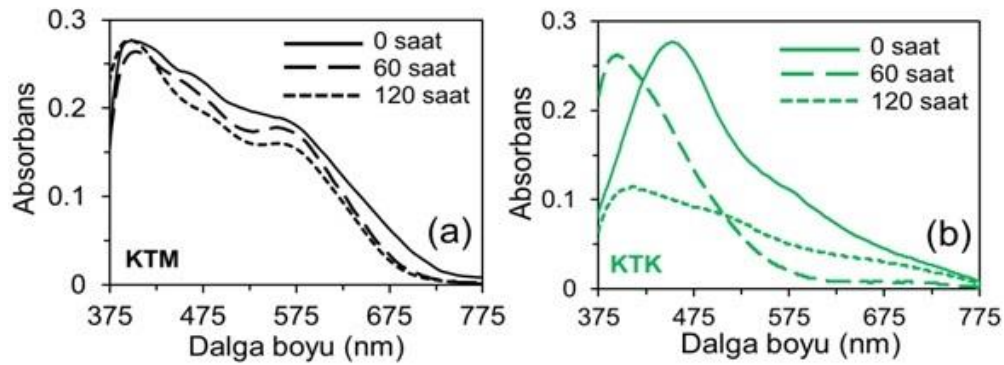 Absorbans
0.3
0.2
0.1
0
0 saat
60 saat
120 saat
(a)
KTM
375 475 575 675 775
Dalga boyu (nm)
Absorbans
0.3
0.2
0.1
0
0 saat
60 saat
120 saat
(b)
KTK
375 475 575 675 775
Dalga boyu (nm)